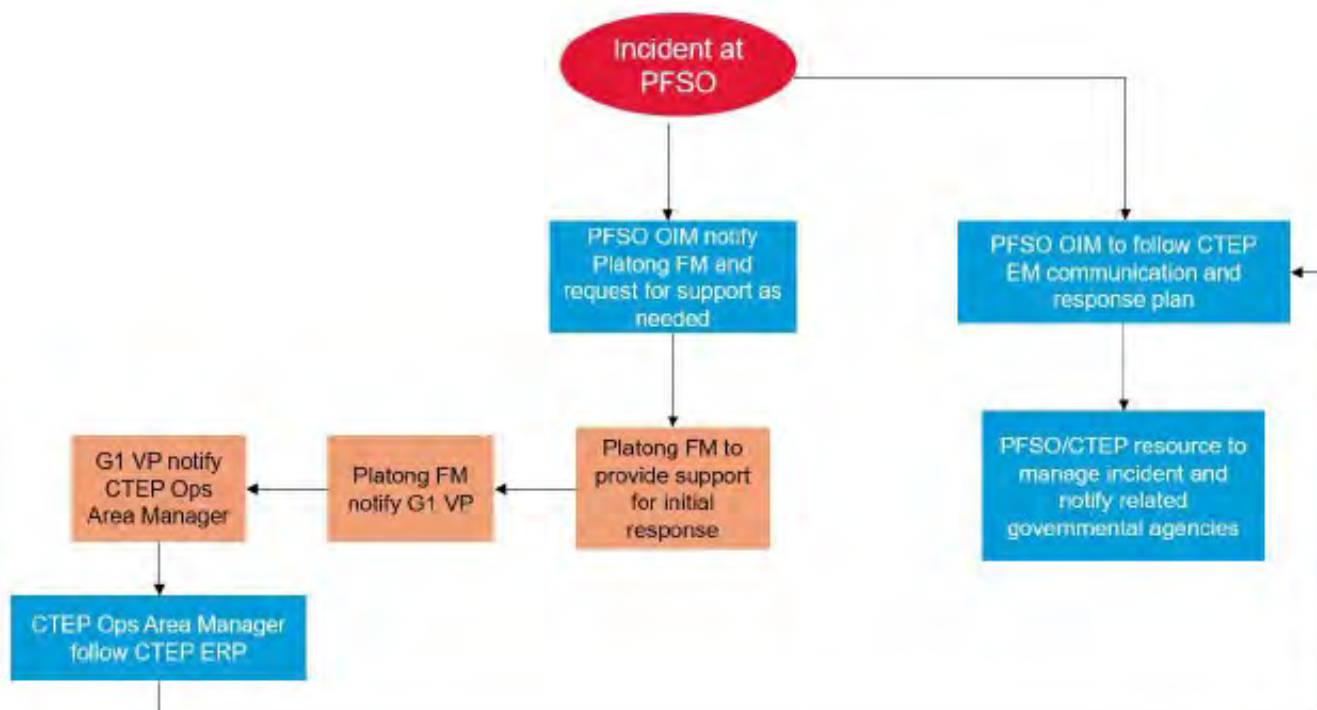 Incident at
PFSO
PFSO OIM notify
Platong FM and
request for support as
needed
PFSO OIM to follow CTEP
EM communication and
response plan
G1 VP notify
CTEP Ops
Area Manager
Platong FM
notify G1 VP
Platong FM to
provide support
for initial
response
PFSO/CTEP resource to
manage incident and
notify related
governmental agencies
CTEP Ops Area Manager
follow CTEP ERP